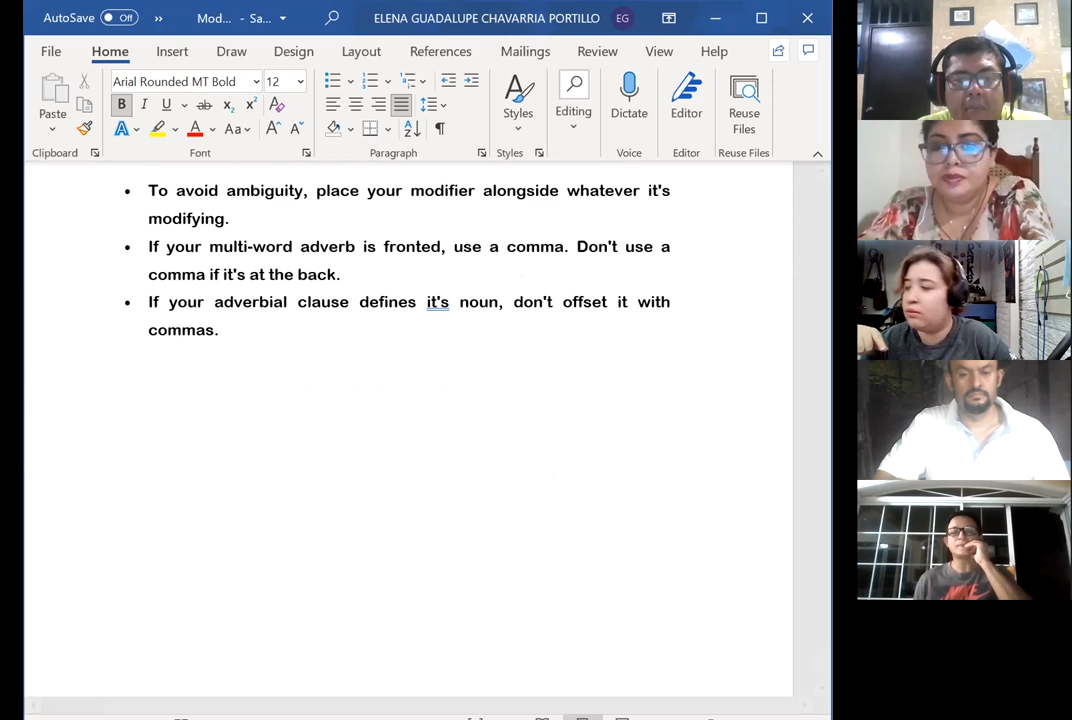 AutoSave Off Mod... - Sa... ELENA GUADALUPE CHAVARRIA PORTILLO EG
File Home Insert Draw Design Layout References Mailings Review View Help
Arial Rounded MT Bold 12
Paste Styles Editing Dictate Editor Reuse Files
B I U ab x₂ x² A
A A Aa A A A Z ¶
Clipboard Font Paragraph Styles Voice Editor Reuse Files
• To avoid ambiguity, place your modifier alongside whatever it's
modifying.
• If your multi-word adverb is fronted, use a comma. Don't use a
comma if it's at the back.
• If your adverbial clause defines it's noun, don't offset it with
commas.